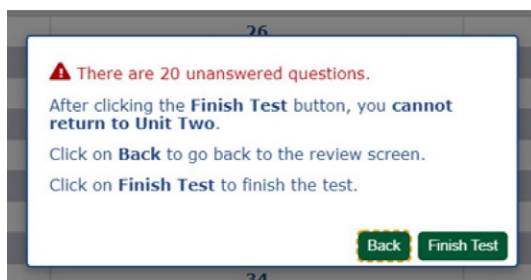 26
There are 20 unanswered questions.
After clicking the Finish Test button, you cannot
return to Unit Two.
Click on Back to go back to the review screen.
Click on Finish Test to finish the test.
Back Finish Test
34